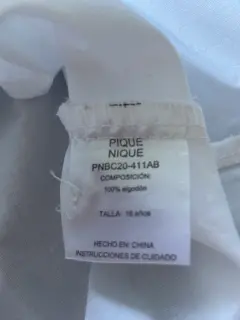 PIQUE
NIQUE
PNBC20-411AB
COMPOSICIÓN:
100% algodón
TALLA: 16 años
HECHO EN CHINA
INSTRUCCIONES DE CUIDADO